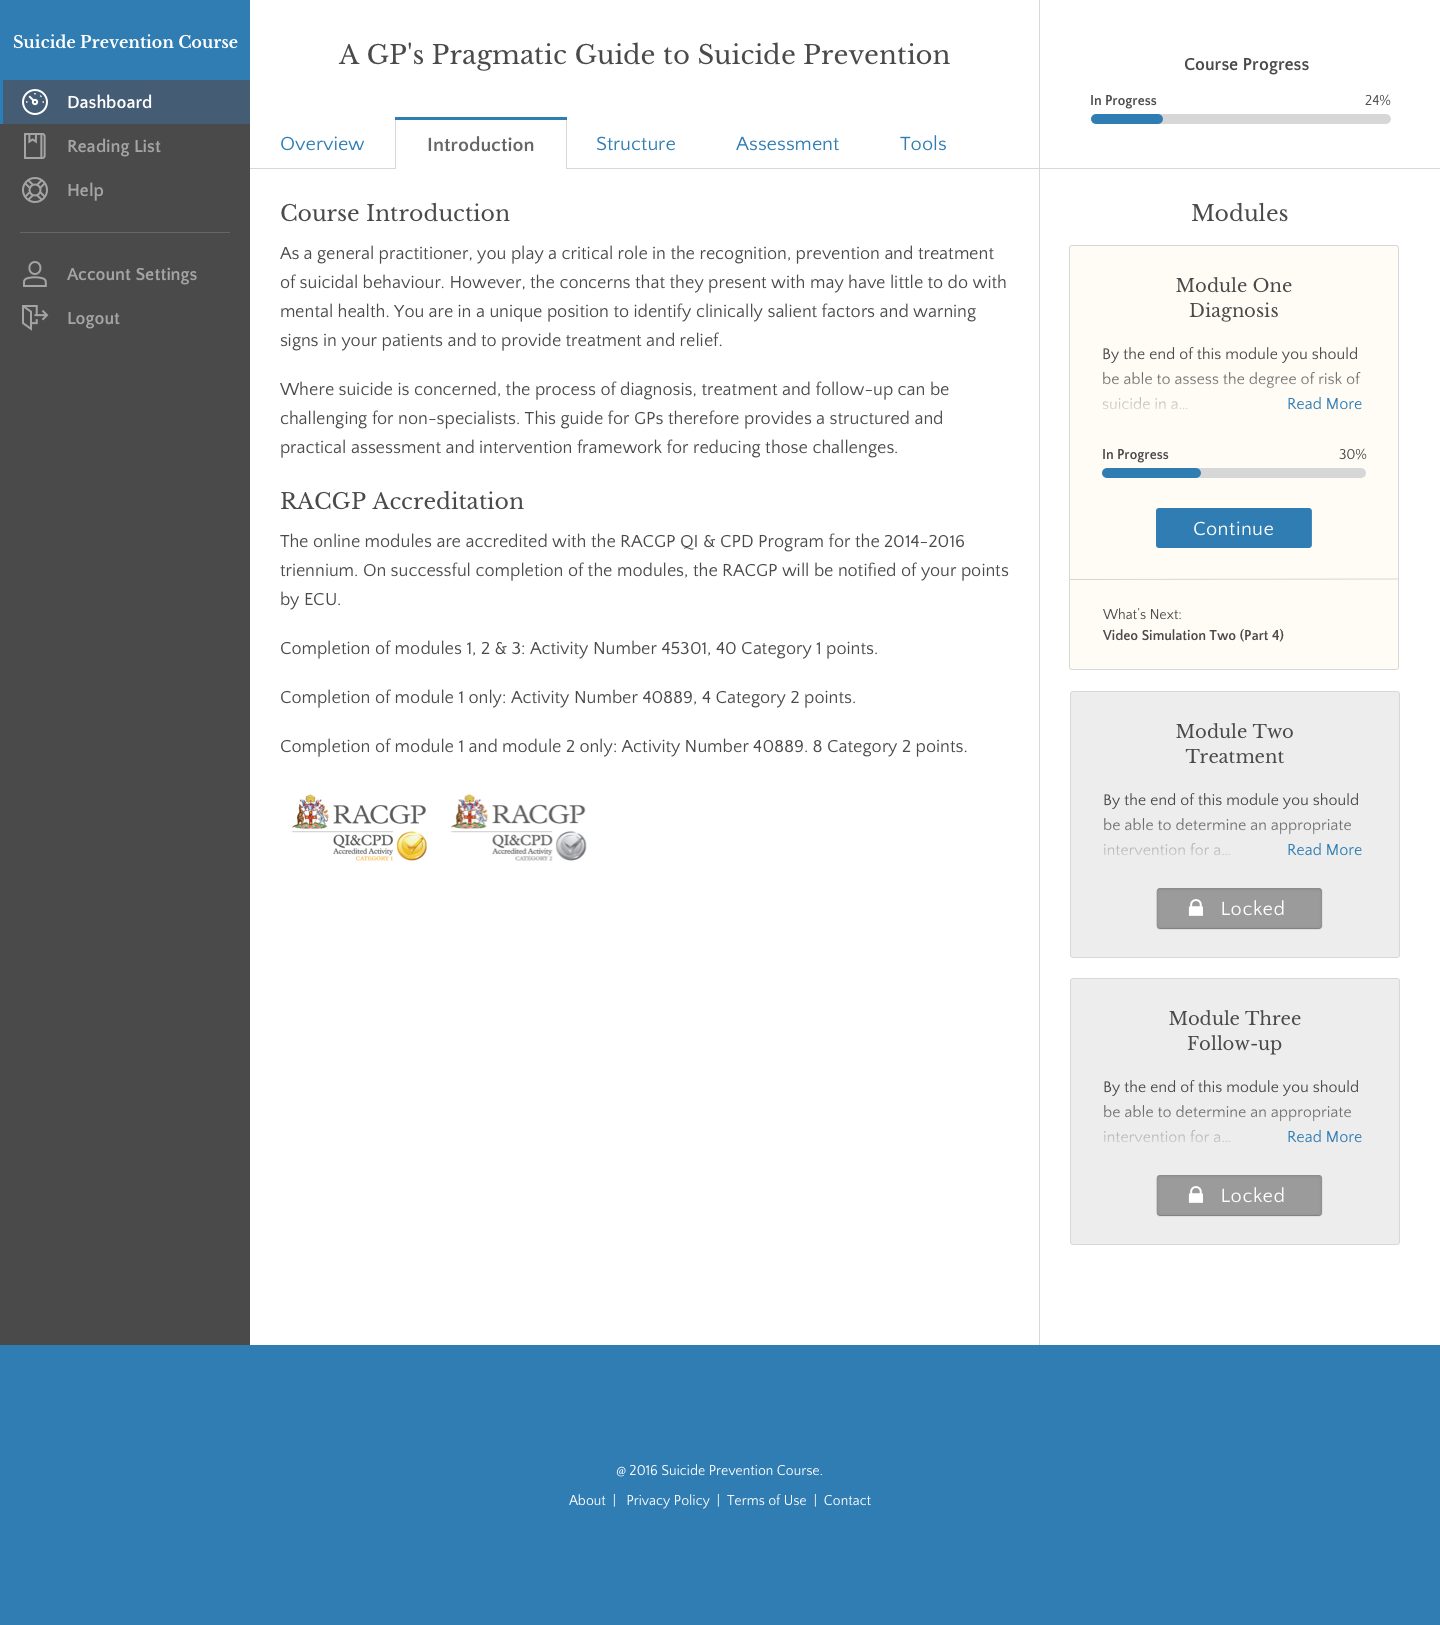 Suicide Prevention Course
Dashboard
Reading List
Help
Account Settings
Logout
A GP's Pragmatic Guide to Suicide Prevention
Overview
Introduction
Structure
Assessment
Tools
Course Introduction
As a general practitioner, you play a critical role in the recognition, prevention and treatment
of suicidal behaviour. However, the concerns that they present with may have little to do with
mental health. You are in a unique position to identify clinically salient factors and warning
signs in your patients and to provide treatment and relief.
Where suicide is concerned, the process of diagnosis, treatment and follow-up can be
challenging for non-specialists. This guide for GPs therefore provides a structured and
practical assessment and intervention framework for reducing those challenges.
RACGP Accreditation
The online modules are accredited with the RACGP QI & CPD Program for the 2014-2016
triennium. On successful completion of the modules, the RACGP will be notified of your points
by ECU.
Completion of modules 1, 2 & 3: Activity Number 45301, 40 Category 1 points.
Completion of module 1 only: Activity Number 40889, 4 Category 2 points.
Completion of module 1 and module 2 only: Activity Number 40889. 8 Category 2 points.
RACGP
QI&CPD
Accredited Activity
CATEGORY 1
RACGP
QI&CPD
Accredited Activity
CATEGORY 2
Course Progress
In Progress 24%
Modules
Module One
Diagnosis
By the end of this module you should
be able to assess the degree of risk of
suicide in a... Read More
In Progress 30%
Continue
What's Next:
Video Simulation Two (Part 4)
Module Two
Treatment
By the end of this module you should
be able to determine an appropriate
intervention for a... Read More
Locked
Module Three
Follow-up
By the end of this module you should
be able to determine an appropriate
intervention for a... Read More
Locked
@ 2016 Suicide Prevention Course.
About | Privacy Policy | Terms of Use | Contact